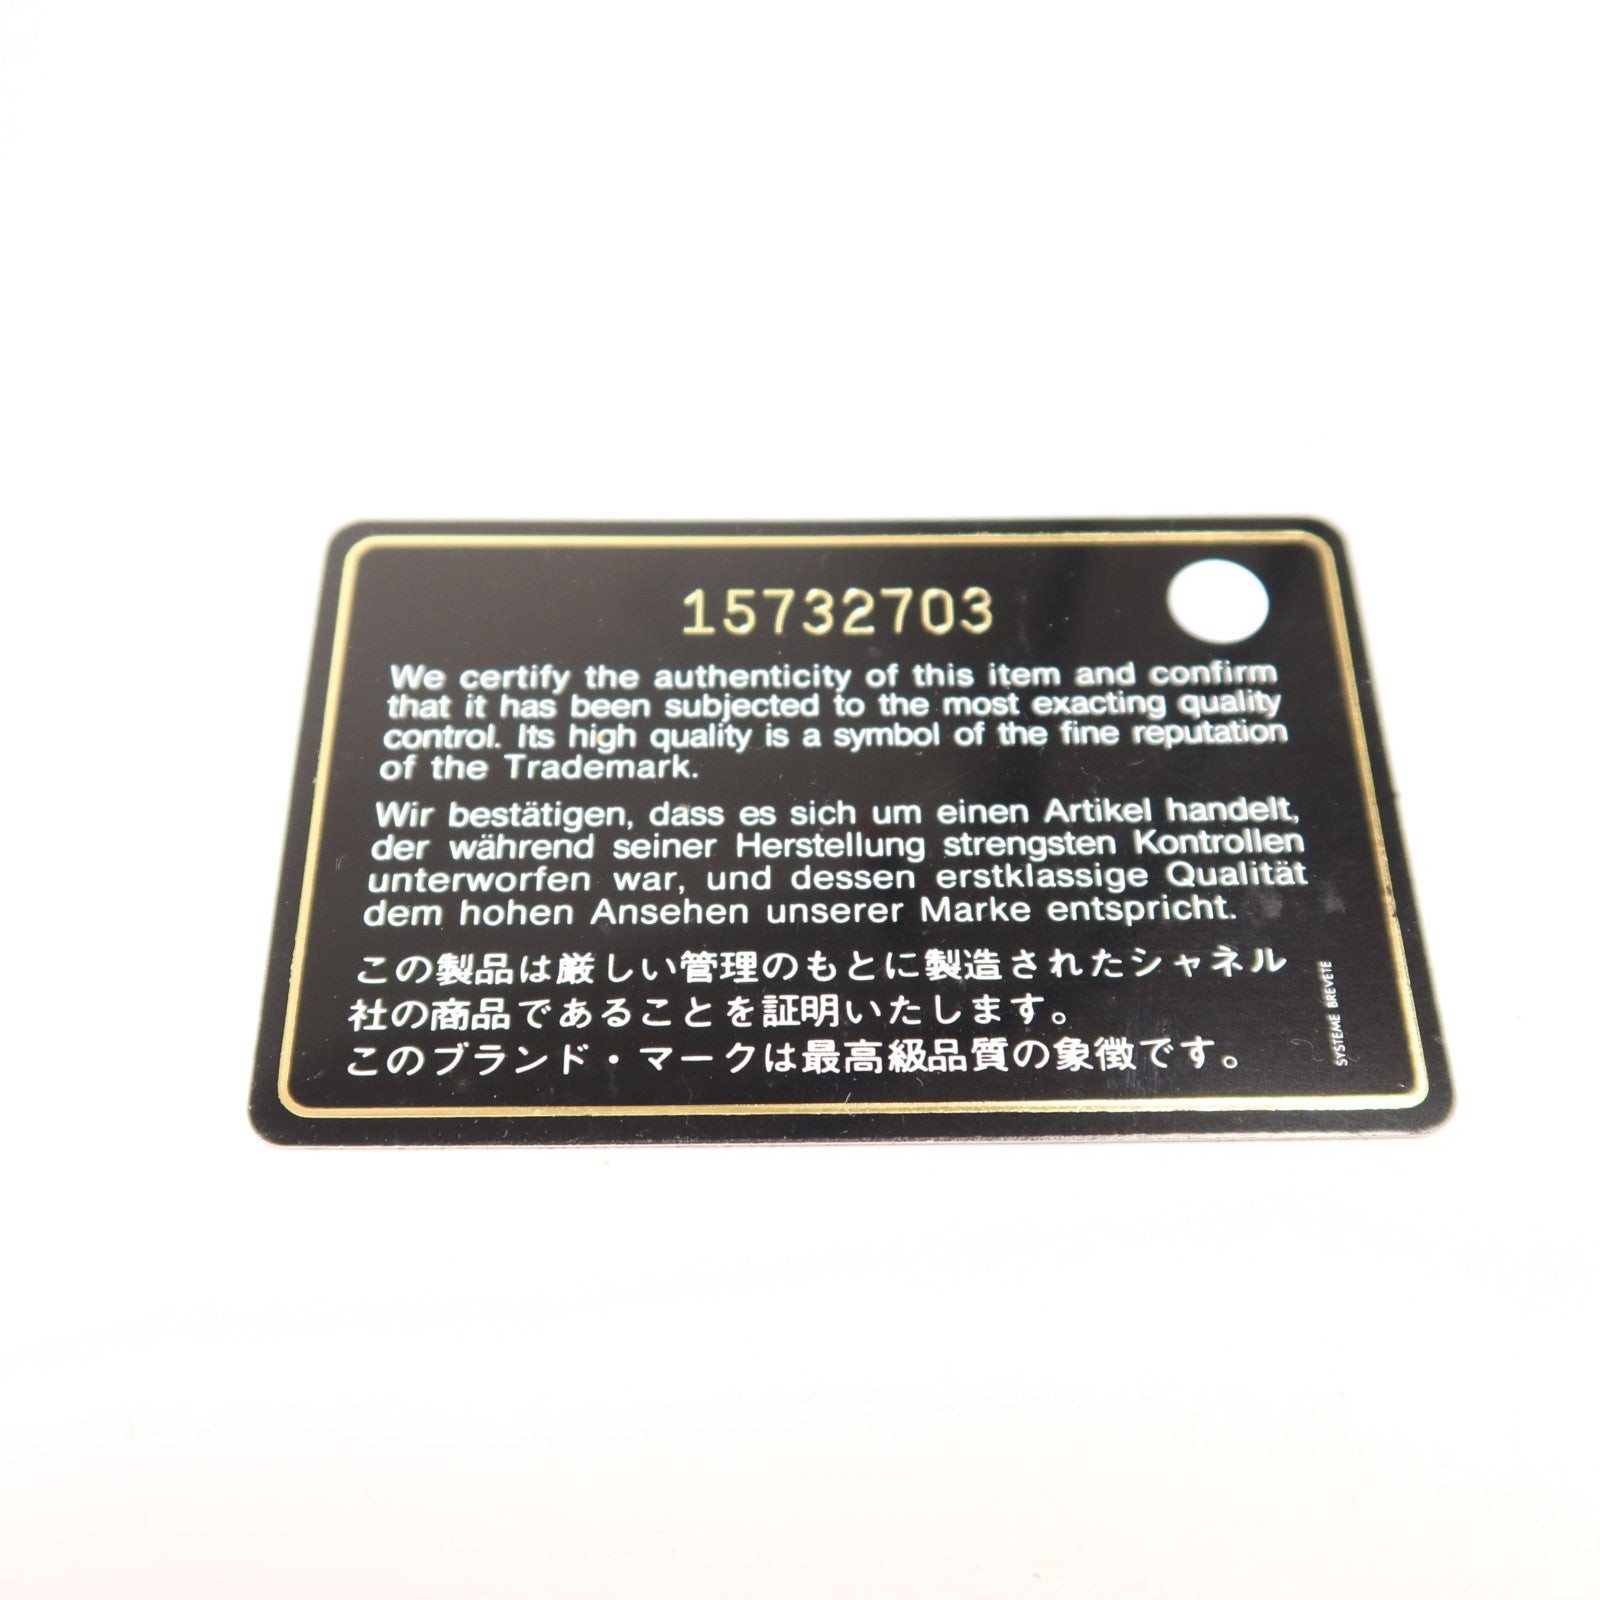 15732703
We certify the authenticity of this item and confirm
that it has been subjected to the most exacting quality
control. Its high quality is a symbol of the fine reputation
of the Trademark.
Wir bestätigen, dass es sich um einen Artikel handelt,
der während seiner Herstellung strengsten Kontrollen
unterworfen war, und dessen erstklassige Qualität
dem hohen Ansehen unserer Marke entspricht.
この製品は厳しい管理のもとに製造されたシャネル
社の商品であることを証明いたします。
このブランド・マークは最高級品質の象徴です。
SYSTEME BREVETE